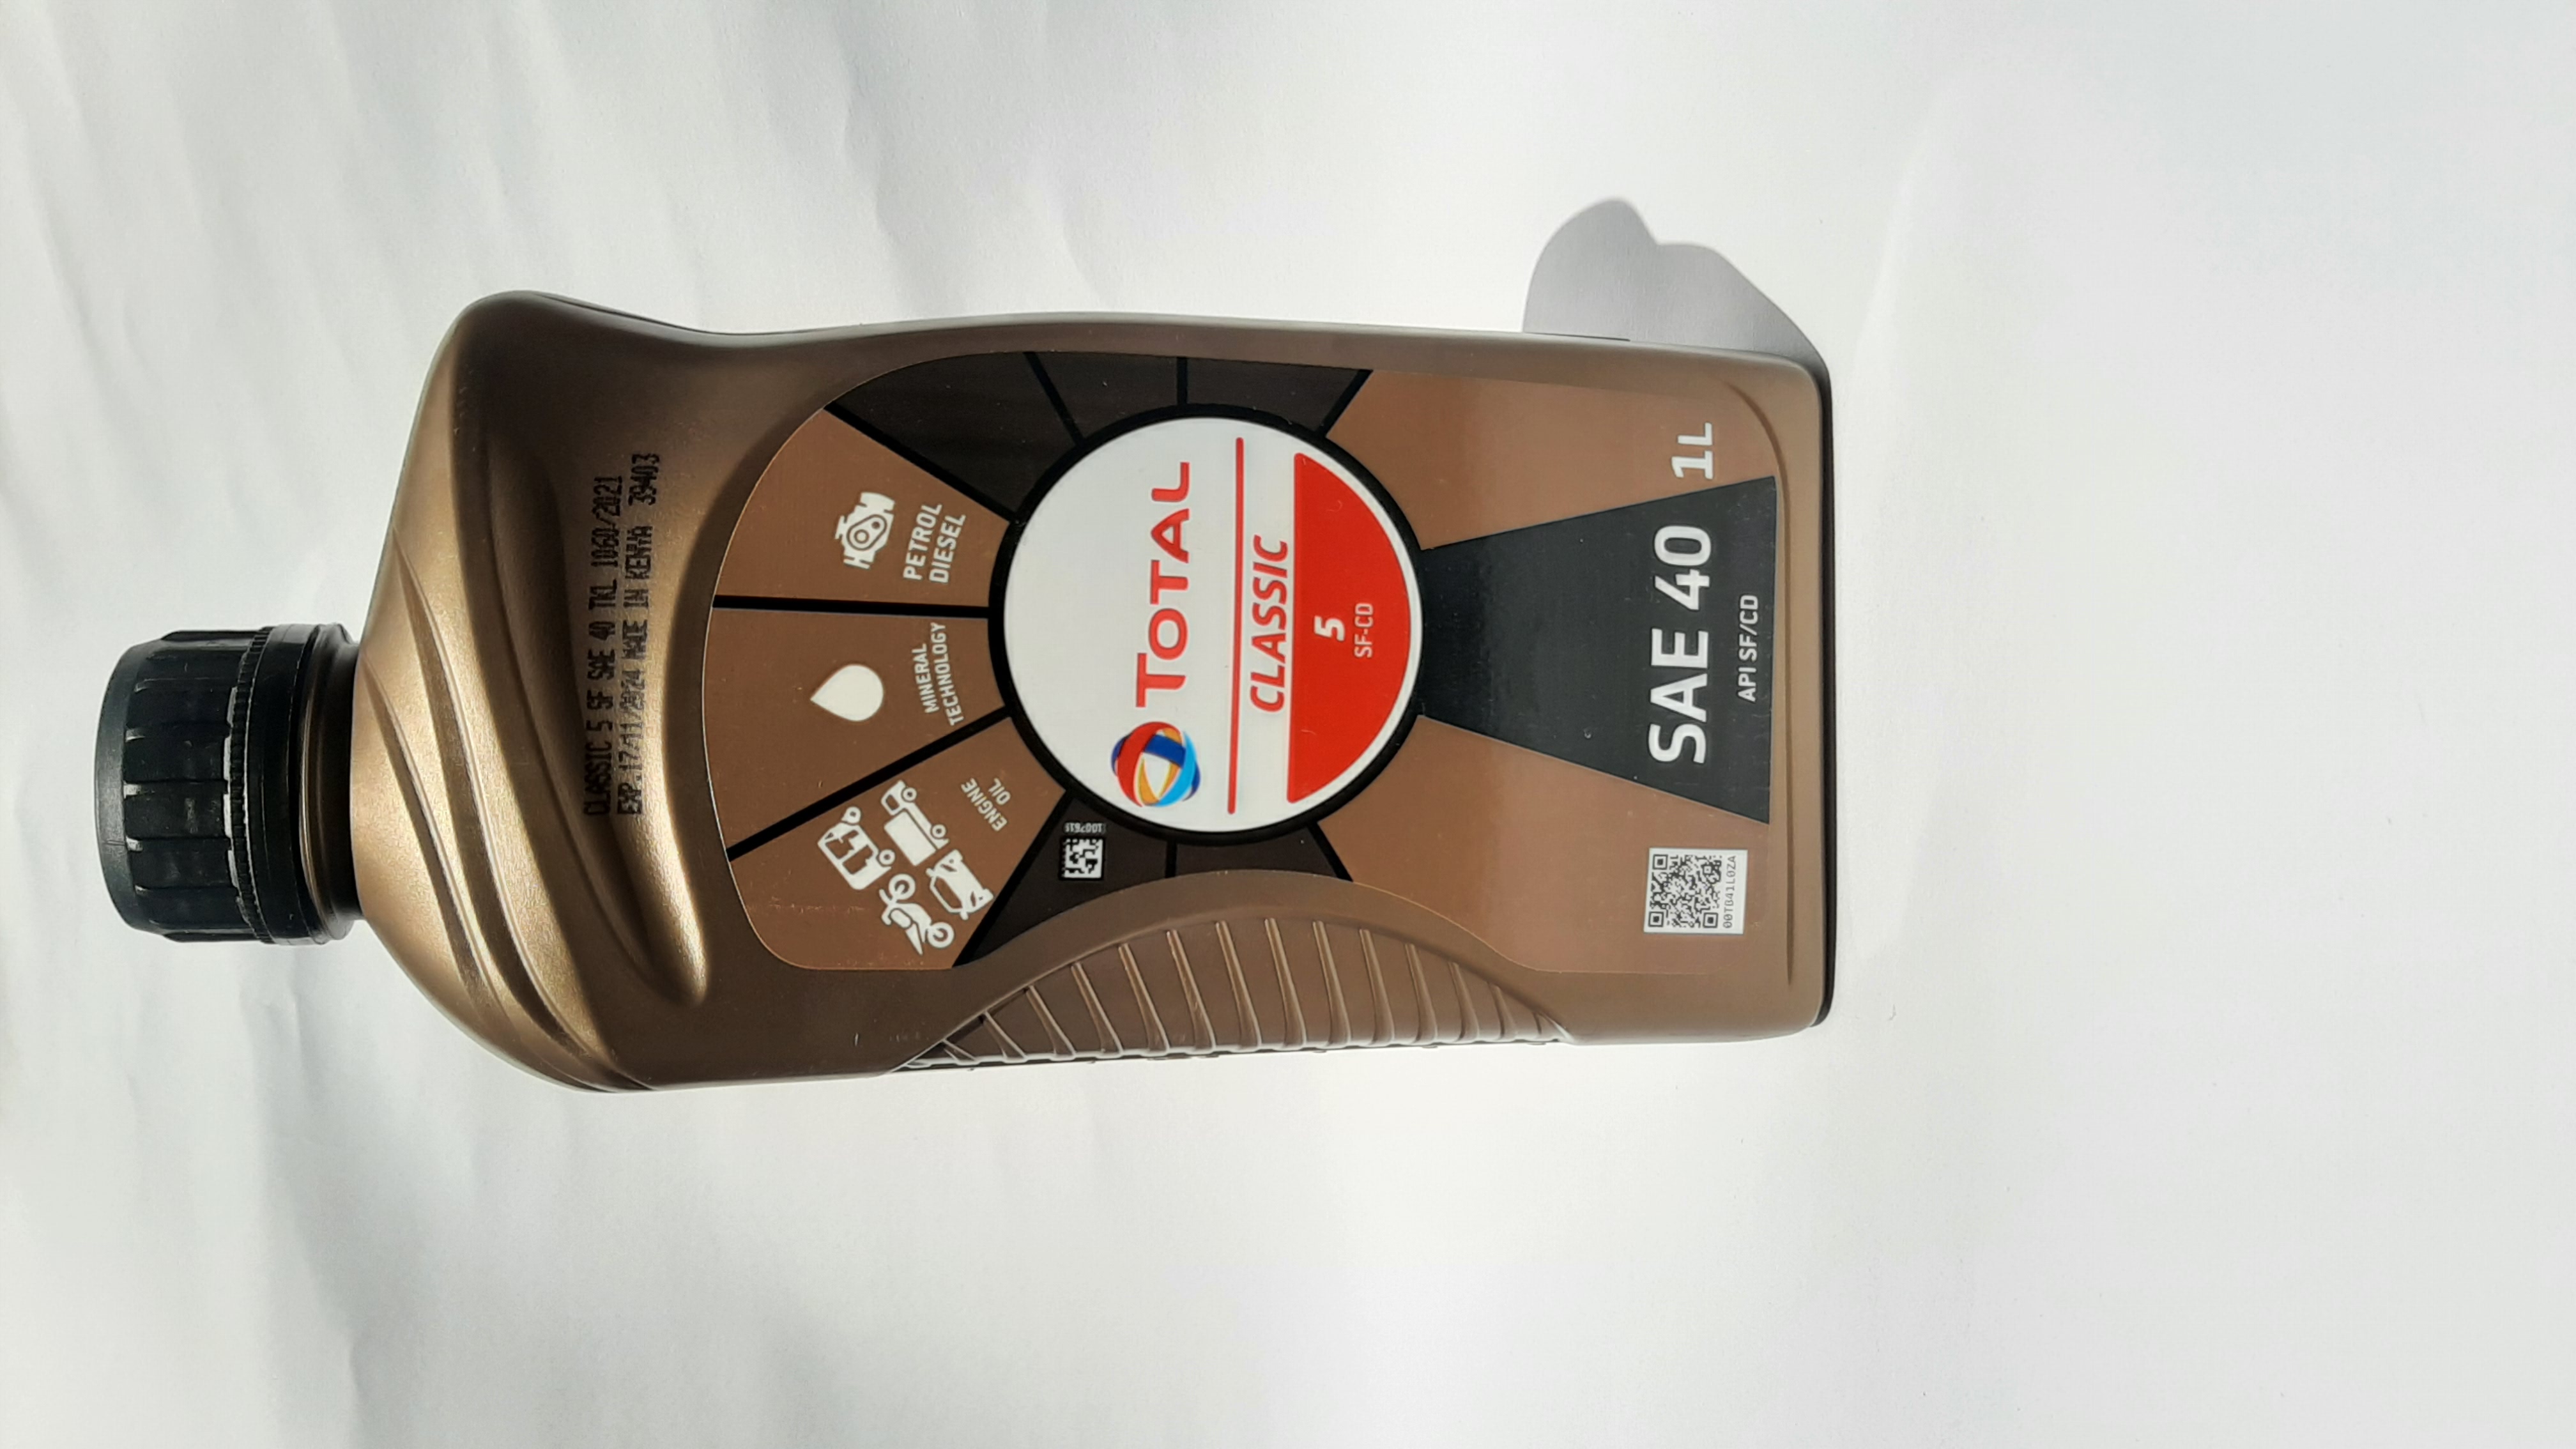 CLASSIC 5 SF SAE 40 TKL 1060/2021
EXP.17/11/2024 MADE IN KENYA 39403
ENGINE
OIL
MINERAL
TECHNOLOGY
PETROL
DIESEL
TOTAL
CLASSIC
5
SF-CD
SAE 40
1L
API SF/CD
00TB41L0ZA